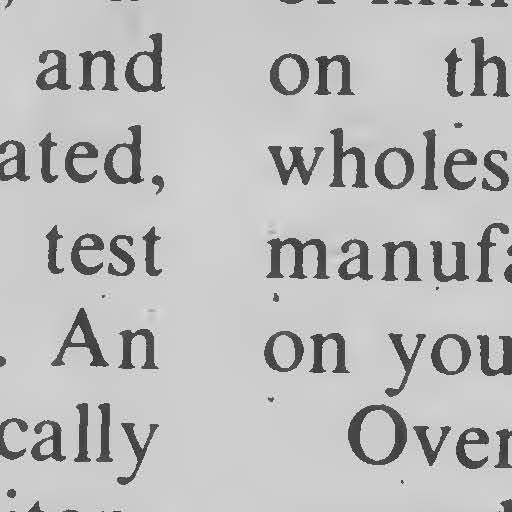 and
ated,
test
. An
cally
on th
wholes
manufa
on you
Over